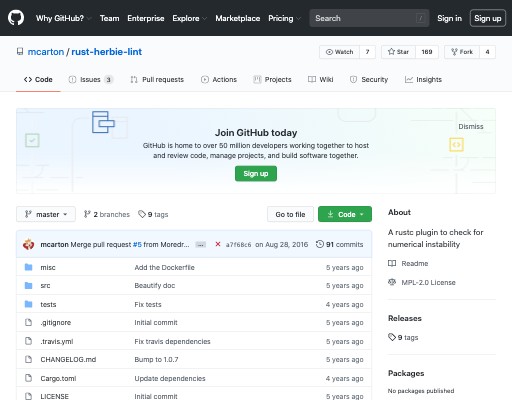 Why GitHub? Team Enterprise Explore Marketplace Pricing Search / Sign in Sign up
mcarton / rust-herbie-lint Watch 7 Star 169 Fork 4
Code Issues 3 Pull requests Actions Projects Wiki Security Insights
Dismiss
Join GitHub today
GitHub is home to over 50 million developers working together to host
and review code, manage projects, and build software together.
Sign up
master 2 branches 9 tags Go to file Code
mcarton Merge pull request #5 from Moredr... ... a7f68c6 on Aug 28, 2016 91 commits
misc Add the Dockerfile 5 years ago
src Beautify doc 5 years ago
tests Fix tests 4 years ago
.gitignore Initial commit 5 years ago
.travis.yml Fix travis dependencies 5 years ago
CHANGELOG.md Bump to 1.0.7 5 years ago
Cargo.toml Update dependencies 4 years ago
LICENSE Initial commit 5 years ago
About
A rustc plugin to check for
numerical instability
Readme
MPL-2.0 License
Releases
9 tags
Packages
No packages published